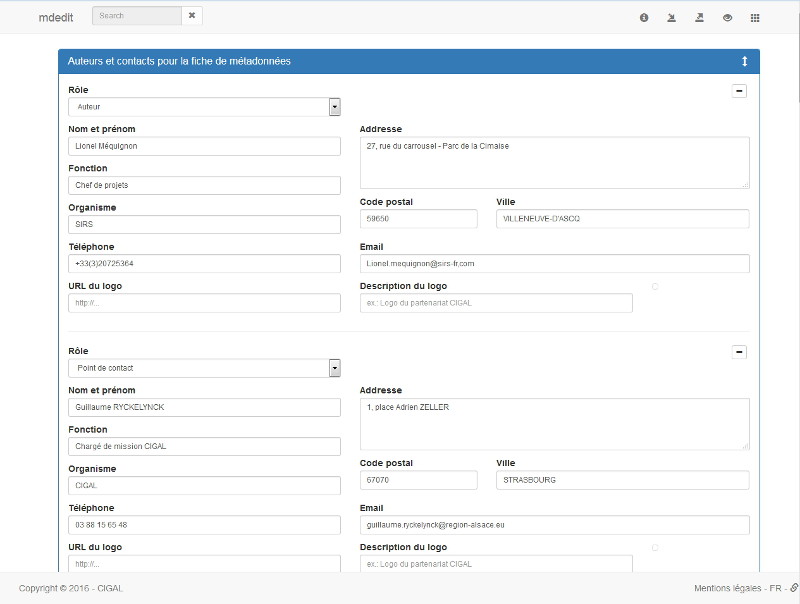 mdedit
Search
Auteurs et contacts pour la fiche de métadonnées
Rôle
Auteur
Nom et prénom
Lionel Méquignon
Addresse
27, rue du carrousel - Parc de la Cimaise
Fonction
Chef de projets
Organisme
SIRS
Code postal
59650
Ville
VILLENEUVE-D'ASCQ
Téléphone
+33(3)20725364
Email
Lionel.mequignon@sirs-fr,com
URL du logo
http://...
Description du logo
ex.: Logo du partenariat CIGAL
Rôle
Point de contact
Nom et prénom
Guillaume RYCKELYNCK
Addresse
1, place Adrien ZELLER
Fonction
Chargé de mission CIGAL
Organisme
CIGAL
Code postal
67070
Ville
STRASBOURG
Téléphone
03 88 15 65 48
Email
guillaume.ryckelynck@region-alsace.eu
URL du logo
http://...
Description du logo
ex.: Logo du partenariat CIGAL
Copyright © 2016 - CIGAL
Mentions légales - FR -